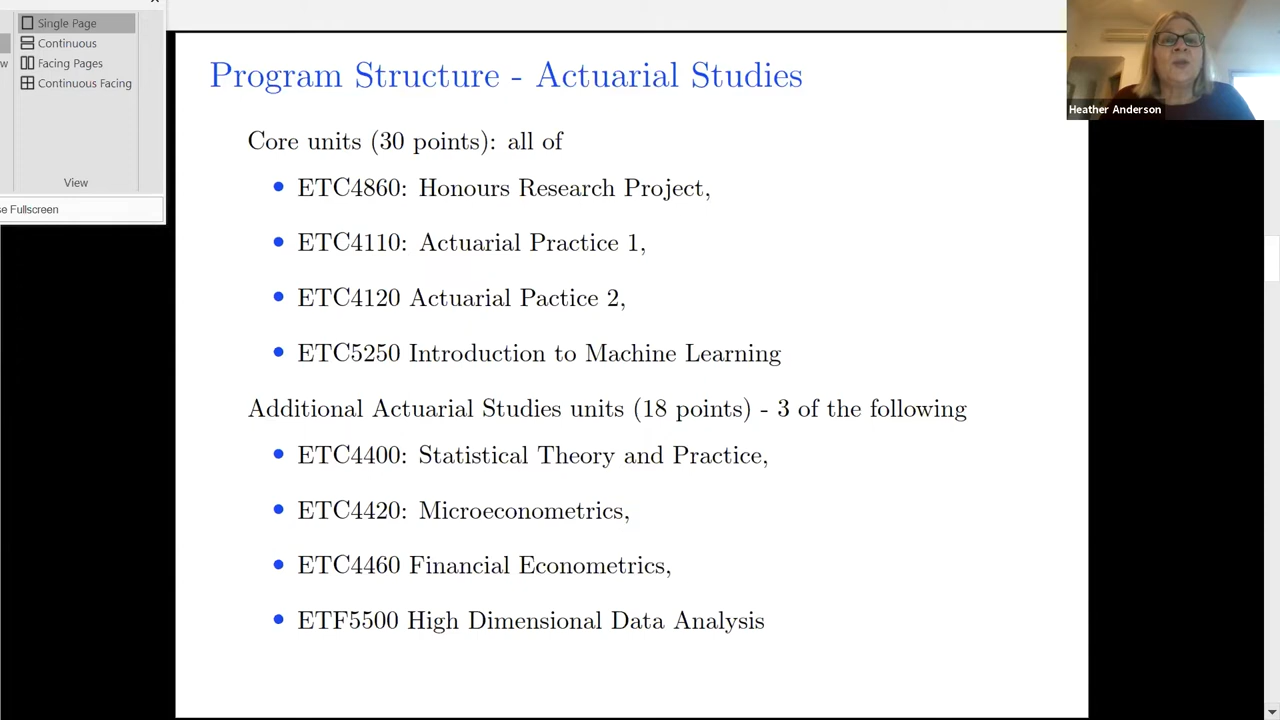 Single Page
Continuous
Facing Pages
Continuous Facing
View
se Fullscreen
Heather Anderson
Program Structure - Actuarial Studies
Core units (30 points): all of
• ETC4860: Honours Research Project,
• ETC4110: Actuarial Practice 1,
• ETC4120 Actuarial Pactice 2,
• ETC5250 Introduction to Machine Learning
Additional Actuarial Studies units (18 points) - 3 of the following
• ETC4400: Statistical Theory and Practice,
• ETC4420: Microeconometrics,
• ETC4460 Financial Econometrics,
• ETF5500 High Dimensional Data Analysis